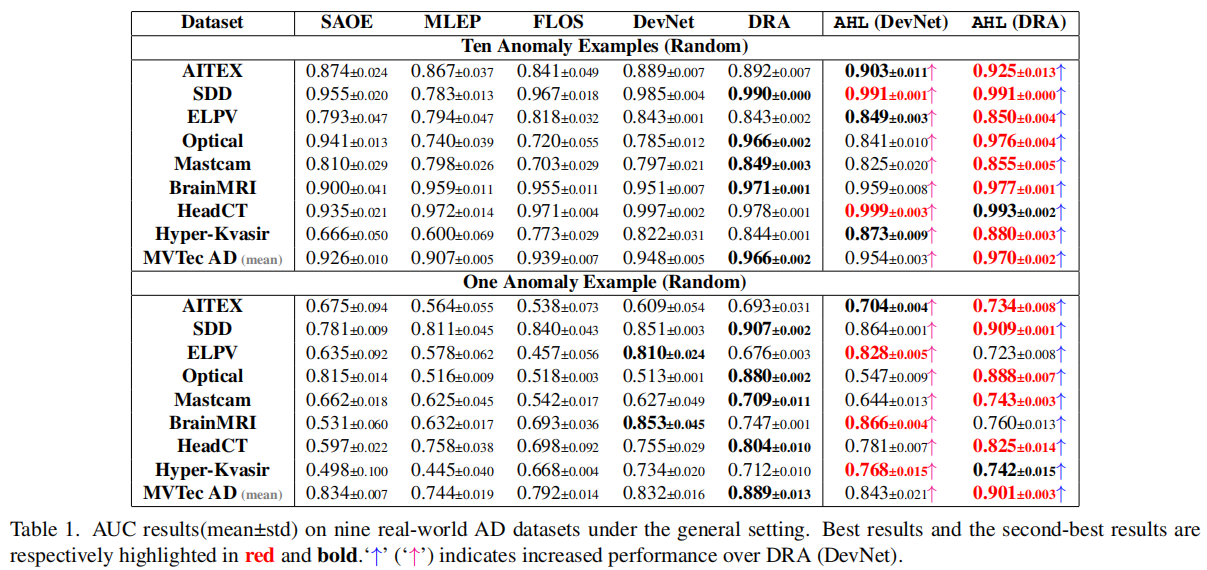 Dataset SAOE MLEP FLOS DevNet DRA AHL (DevNet) AHL (DRA)
Ten Anomaly Examples (Random)
AITEX 0.874±0.024 0.867±0.037 0.841±0.049 0.889±0.007 0.892±0.007 0.903±0.011↑ 0.925±0.013↑
SDD 0.955±0.020 0.783±0.013 0.967±0.018 0.985±0.004 0.990±0.000 0.991±0.001↑ 0.991±0.000↑
ELPV 0.793±0.047 0.794±0.047 0.818±0.032 0.843±0.001 0.843±0.002 0.849±0.003↑ 0.850±0.004↑
Optical 0.941±0.013 0.740±0.039 0.720±0.055 0.785±0.012 0.966±0.002 0.841±0.010↑ 0.976±0.004↑
Mastcam 0.810±0.029 0.798±0.026 0.703±0.029 0.797±0.021 0.849±0.003 0.825±0.020↑ 0.855±0.005↑
BrainMRI 0.900±0.041 0.959±0.011 0.955±0.011 0.951±0.007 0.971±0.001 0.959±0.008↑ 0.977±0.001↑
HeadCT 0.935±0.021 0.972±0.014 0.971±0.004 0.997±0.002 0.978±0.001 0.999±0.003↑ 0.993±0.002↑
Hyper-Kvasir 0.666±0.050 0.600±0.069 0.773±0.029 0.822±0.031 0.844±0.001 0.873±0.009↑ 0.880±0.003↑
MVTec AD (mean) 0.926±0.010 0.907±0.005 0.939±0.007 0.948±0.005 0.966±0.002 0.954±0.003↑ 0.970±0.002↑
One Anomaly Example (Random)
AITEX 0.675±0.094 0.564±0.055 0.538±0.073 0.609±0.054 0.693±0.031 0.704±0.004↑ 0.734±0.008↑
SDD 0.781±0.009 0.811±0.045 0.840±0.043 0.851±0.003 0.907±0.002 0.864±0.001↑ 0.909±0.001↑
ELPV 0.635±0.092 0.578±0.062 0.457±0.056 0.810±0.024 0.676±0.003 0.828±0.005↑ 0.723±0.008↑
Optical 0.815±0.014 0.516±0.009 0.518±0.003 0.513±0.001 0.880±0.002 0.547±0.009↑ 0.888±0.007↑
Mastcam 0.662±0.018 0.625±0.045 0.542±0.017 0.627±0.049 0.709±0.011 0.644±0.013↑ 0.743±0.003↑
BrainMRI 0.531±0.060 0.632±0.017 0.693±0.036 0.853±0.045 0.747±0.001 0.866±0.004↑ 0.760±0.013↑
HeadCT 0.597±0.022 0.758±0.038 0.698±0.092 0.755±0.029 0.804±0.010 0.781±0.007↑ 0.825±0.014↑
Hyper-Kvasir 0.498±0.100 0.445±0.040 0.668±0.004 0.734±0.020 0.712±0.010 0.768±0.015↑ 0.742±0.015↑
MVTec AD (mean) 0.834±0.007 0.744±0.019 0.792±0.014 0.832±0.016 0.889±0.013 0.843±0.021↑ 0.901±0.003↑
Table 1. AUC results(mean±std) on nine real-world AD datasets under the general setting. Best results and the second-best results are
respectively highlighted in red and bold.‘↑’ (‘↑’) indicates increased performance over DRA (DevNet).